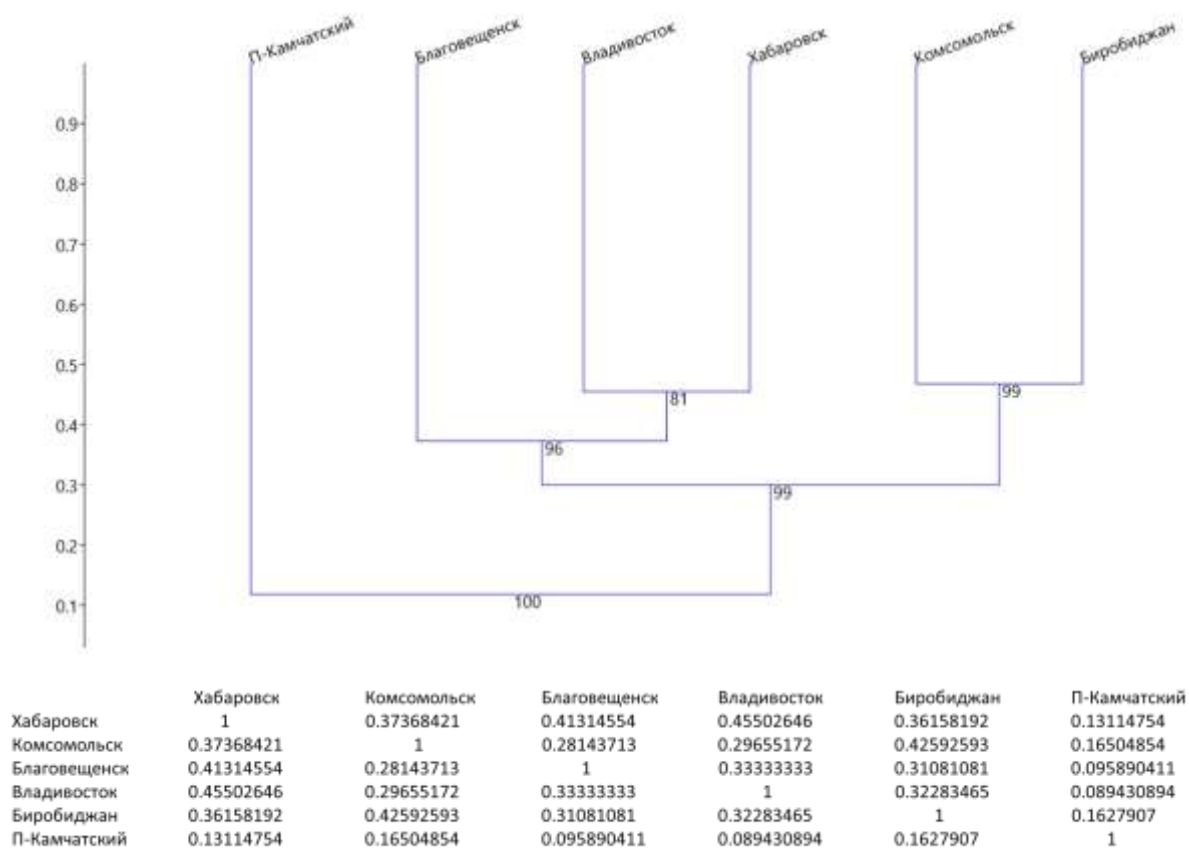 П-Камчатский Благовещенск Владивосток Хабаровск Комсомольск Биробиджан
0.9
0.8
0.7
0.6
0.5
0.4
0.3
0.2
0.1
81
99
96
99
100
Хабаровск Комсомольск Благовещенск Владивосток Биробиджан П-Камчатский
Хабаровск 1 0.37368421 0.41314554 0.45502646 0.36158192 0.13114754
Комсомольск 0.37368421 1 0.28143713 0.29655172 0.42592593 0.16504854
Благовещенск 0.41314554 0.28143713 1 0.33333333 0.31081081 0.095890411
Владивосток 0.45502646 0.29655172 0.33333333 1 0.32283465 0.089430894
Биробиджан 0.36158192 0.42592593 0.31081081 0.32283465 1 0.1627907
П-Камчатский 0.13114754 0.16504854 0.095890411 0.089430894 0.1627907 1